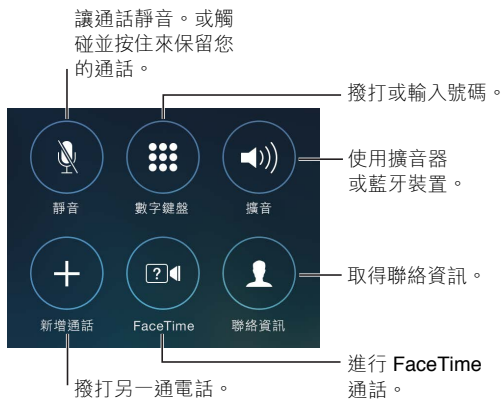 讓通話靜音。或觸
碰並按住來保留您
的通話。
撥打或輸入號碼。
使用擴音器
或藍牙裝置。
靜音
數字鍵盤
擴音
取得聯絡資訊。
新增通話
FaceTime
聯絡資訊
進行 FaceTime
通話。
撥打另一通電話。